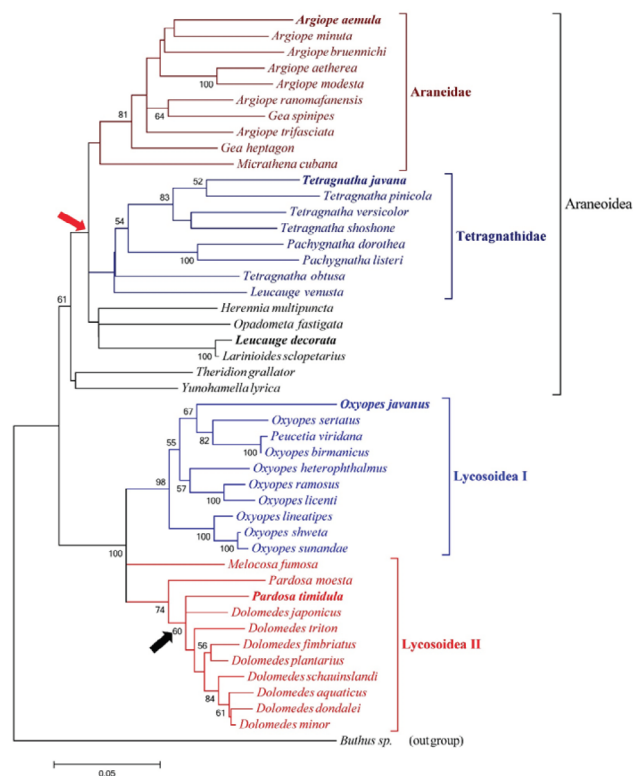 Argiope aemula
Argiope minuta
Argiope bruennichi
Argiope aetherea
100
Argiope modesta
Araneidae
Argiope ranomafanensis
81
64
Gea spinipes
Argiope trifasciata
Gea heptagon
Micrathena cubana
52
Tetragnatha javana
Tetragnatha pinicola
83
Araneoidea
Tetragnatha versicolor
54
Tetragnatha shoshone
Tetragnathidae
Pachygnatha dorothea
100
Pachygnatha listeri
Tetragnatha obtusa
Leucauge venusta
61
Herennia multipuncta
Opadometa fastigata
Leucauge decorata
100
Larinioides sclopetarius
Theridion grallator
Yunohamella lyrica
67
Oxyopes javanus
Oxyopes sertatus
55
82
Peucetia viridana
100
Oxyopes birmanicus
Oxyopes heterophthalmus
98
57
Oxyopes ramosus
Lycosoidea I
100
Oxyopes licenti
Oxyopes lineatipes
100
Oxyopes shweta
100
Oxyopes sunandae
100
Melocosa fumosa
Pardosa moesta
74
Pardosa timidula
60
Dolomedes japonicus
Dolomedes triton
56
Dolomedes fimbriatus
Lycosoidea II
Dolomedes plantarius
Dolomedes schauinslandi
84
Dolomedes aquaticus
61
Dolomedes dondalei
Dolomedes minor
Buthus sp. (out group)
0.05